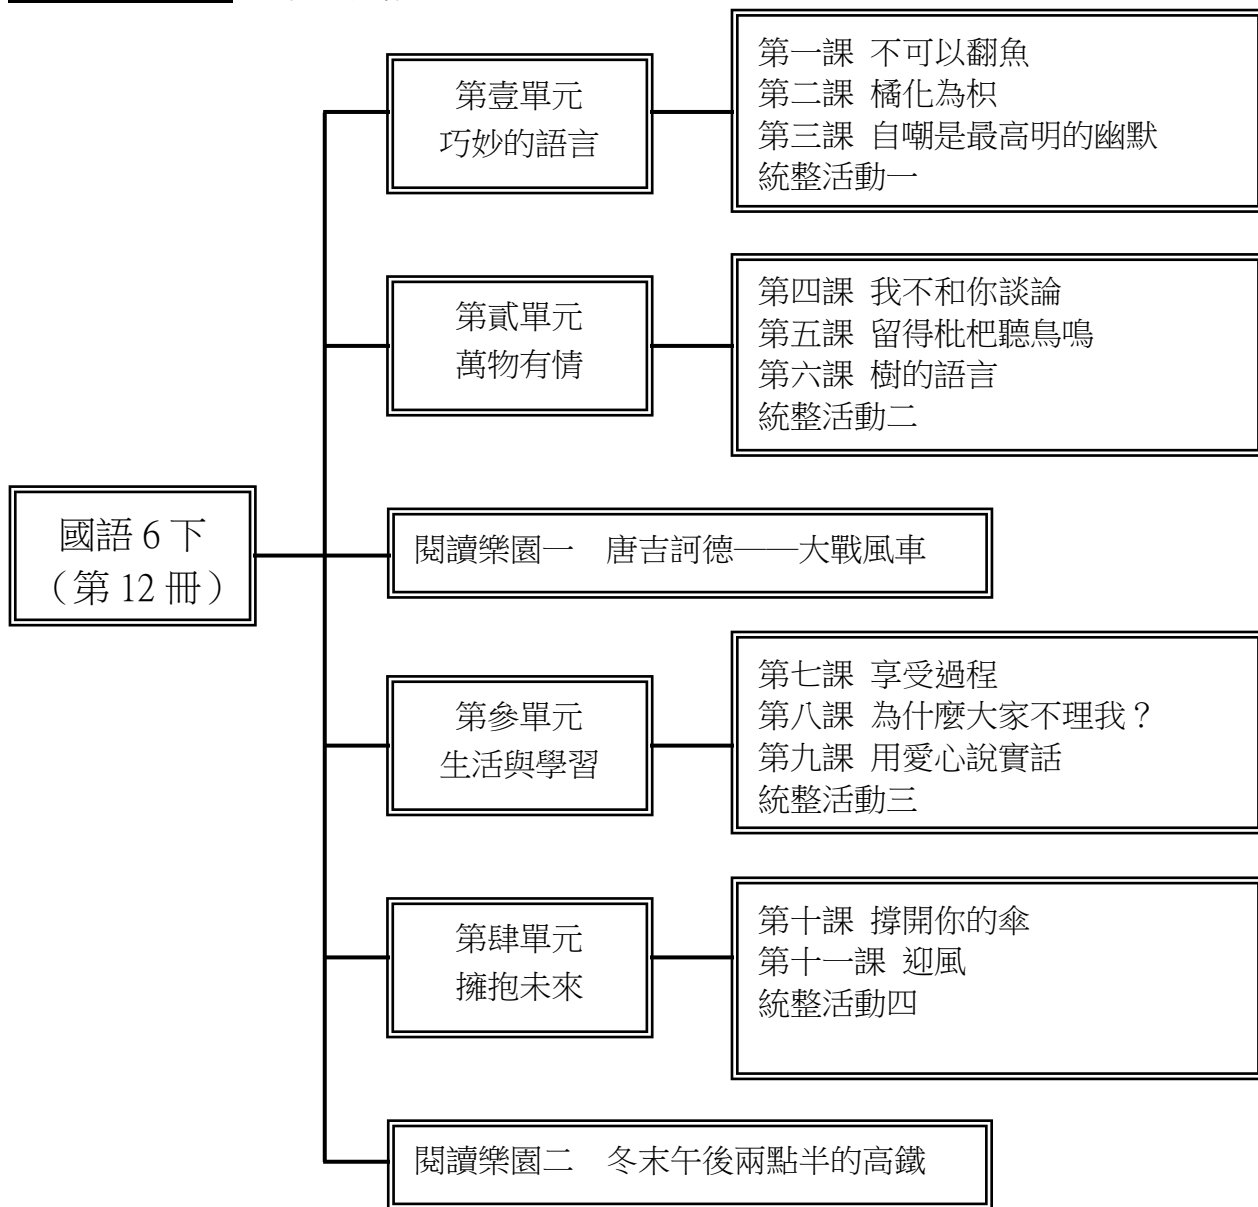 第壹單元
巧妙的語言
第一課 不可以翻魚
第二課 橘化為枳
第三課 自嘲是最高明的幽默
統整活動一
第貳單元
萬物有情
第四課 我不和你談論
第五課 留得枇杷聽鳥鳴
第六課 樹的語言
統整活動二
國語6下
（第12冊）
閱讀樂園一 唐吉訶德——大戰風車
第參單元
生活與學習
第七課 享受過程
第八課 為什麼大家不理我？
第九課 用愛心說實話
統整活動三
第肆單元
擁抱未來
第十課 撐開你的傘
第十一課 迎風
統整活動四
閱讀樂園二 冬末午後兩點半的高鐵